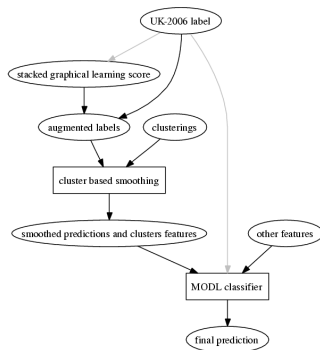 UK-2006 label
stacked graphical learning score
augmented labels
clusterings
cluster based smoothing
smoothed predictions and clusters features
other features
MODL classifier
final prediction